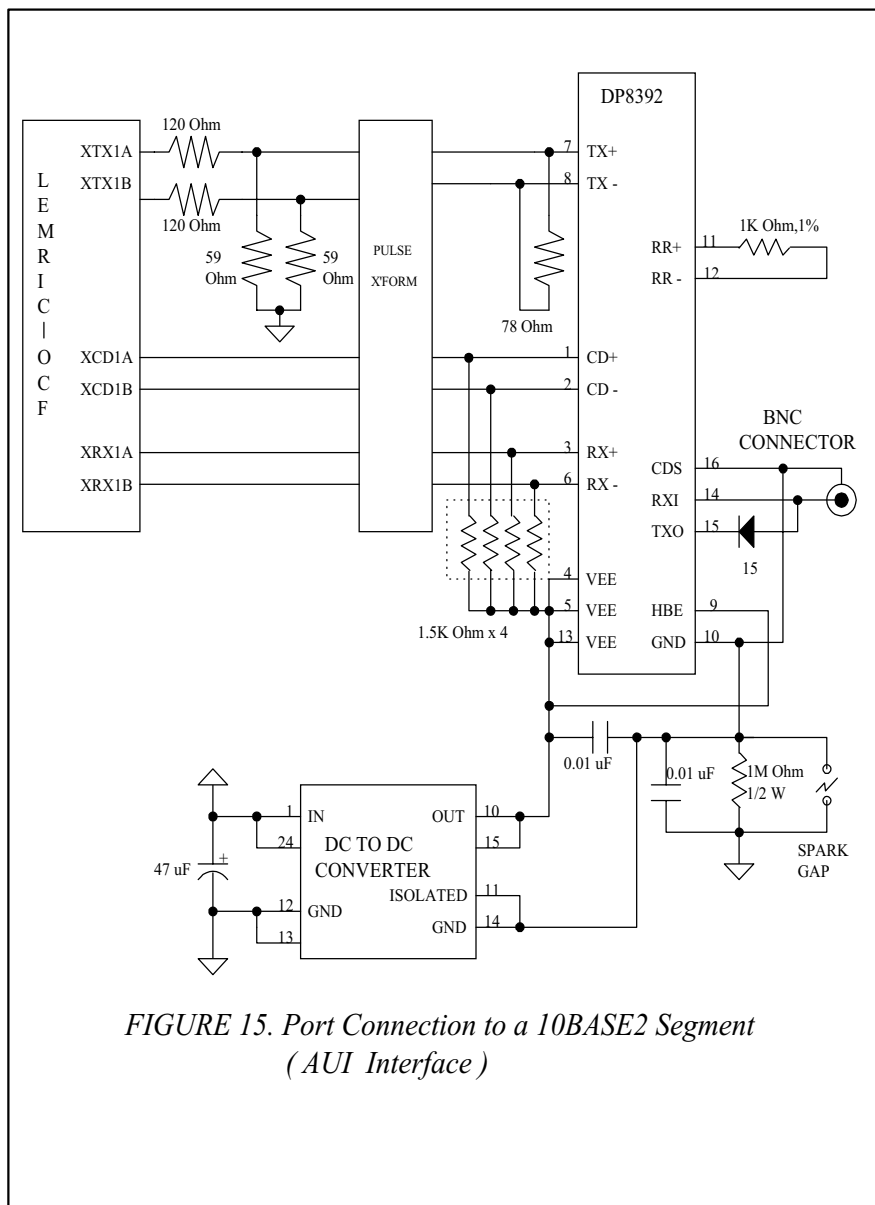 DP8392
120 Ohm
XTX1A
7
TX+
XTX1B
8
TX -
120 Ohm
LEMRIC|OCF
59
Ohm
59
Ohm
PULSE
X'FORM
78 Ohm
RR+
11
1K Ohm,1%
RR -
12
XCD1A
1
CD+
XCD1B
2
CD -
BNC
CONNECTOR
XRX1A
3
RX+
CDS
16
XRX1B
6
RX -
RXI
14
TXO
15
15
4
VEE
5
VEE
HBE
9
1.5K Ohm x 4
13
VEE
GND
10
0.01 uF
0.01 uF
1M Ohm
1/2 W
SPARK
GAP
1
IN
OUT
10
24
DC TO DC
CONVERTER
15
47 uF
+
ISOLATED
11
12
GND
GND
14
13
FIGURE 15. Port Connection to a 10BASE2 Segment
( AUI Interface )